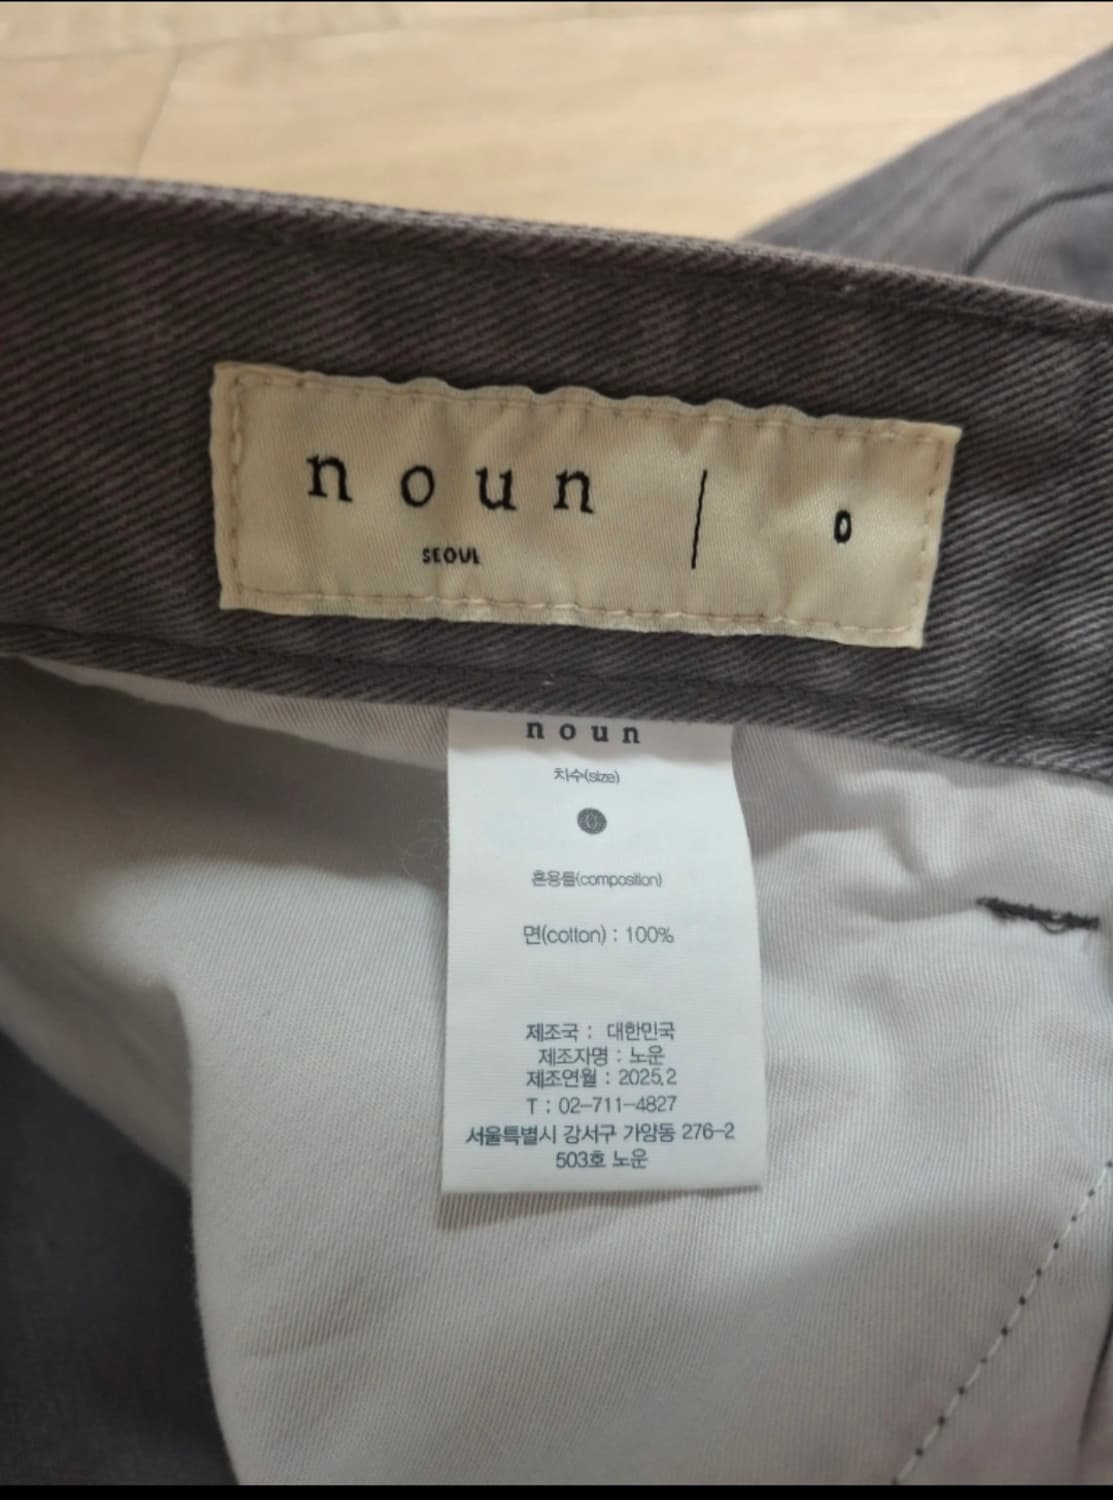 noun
SEOUL
0
noun
치수(size)
0
혼용률(composition)
면(cotton) : 100%
제조국 : 대한민국
제조자명 : 노운
제조연월 : 2025.2
T : 02-711-4827
서울특별시 강서구 가양동 276-2
503호 노운